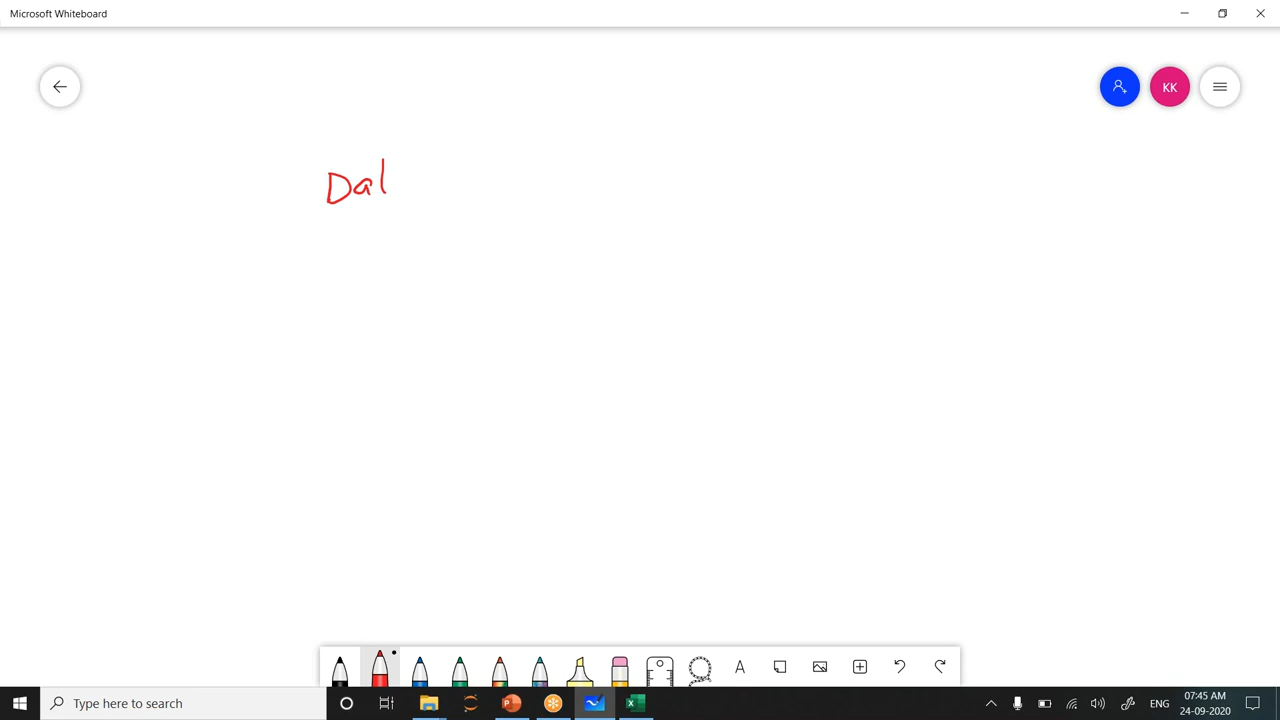 Microsoft Whiteboard
KK
Dal
A
Type here to search
ENG
07:45 AM
24-09-2020